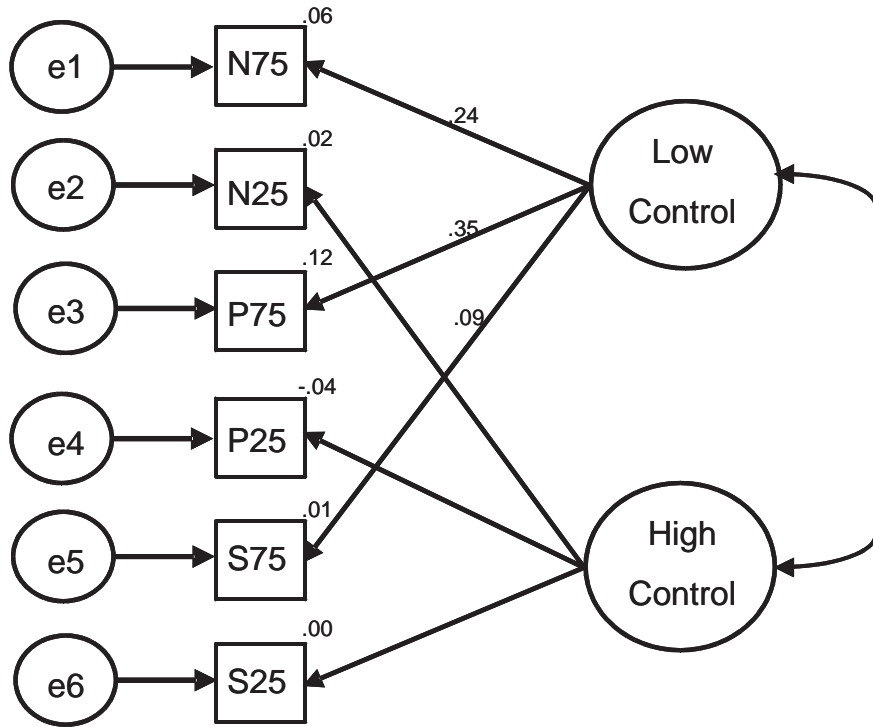 .06
e1
N75
.24
Low
Control
.02
e2
N25
.35
.12
e3
P75
.09
-.04
e4
P25
.01
e5
S75
High
Control
.00
e6
S25